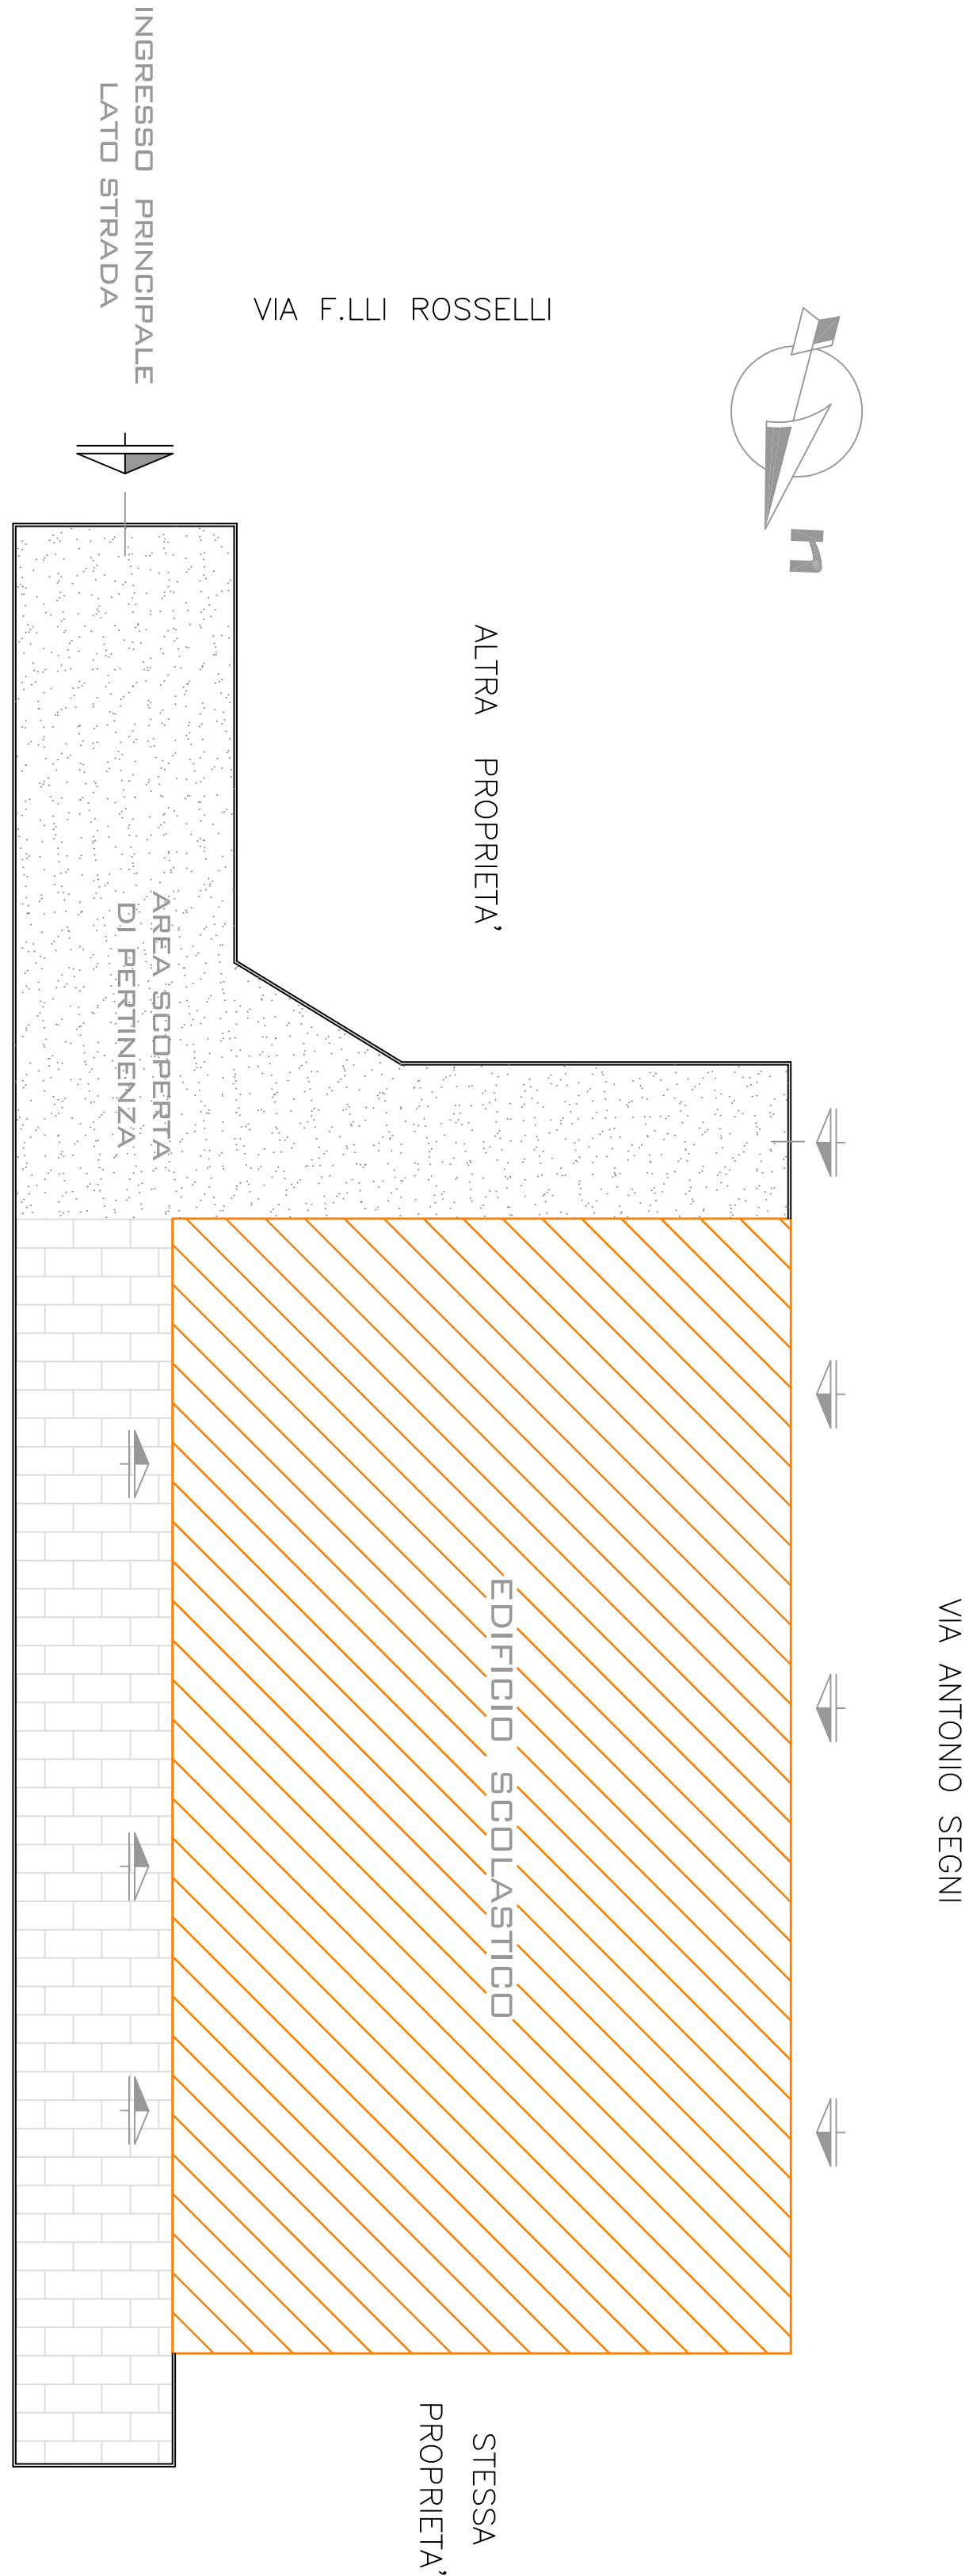 INGRESSO PRINCIPALE
LATO STRADA
VIA F.LLI ROSSELLI
n
ALTRA PROPRIETA'
AREA SCOPERTA
DI PERTINENZA
EDIFICIO SCOLASTICO
VIA ANTONIO SEGNI
STESSA
PROPRIETA'